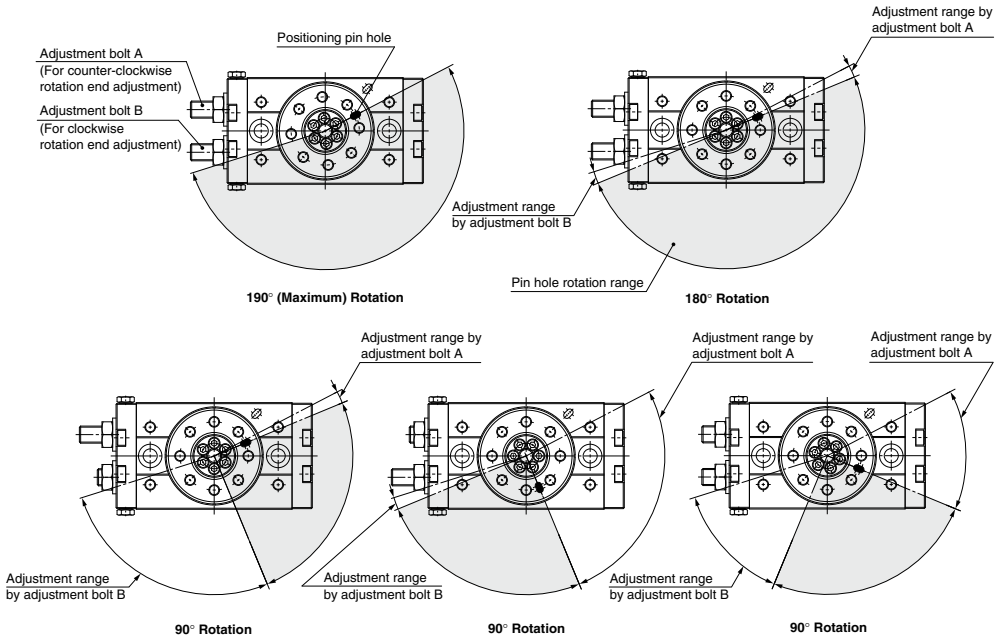 Positioning pin hole
Adjustment bolt A
(For counter-clockwise
rotation end adjustment)
Adjustment bolt B
(For clockwise
rotation end adjustment)
190° (Maximum) Rotation
Adjustment range by
adjustment bolt A
Adjustment range
by adjustment bolt B
Pin hole rotation range
180° Rotation
Adjustment range by
adjustment bolt A
Adjustment range
by adjustment bolt B
90° Rotation
Adjustment range by
adjustment bolt A
Adjustment range
by adjustment bolt B
90° Rotation
Adjustment range by
adjustment bolt A
Adjustment range
by adjustment bolt B
90° Rotation